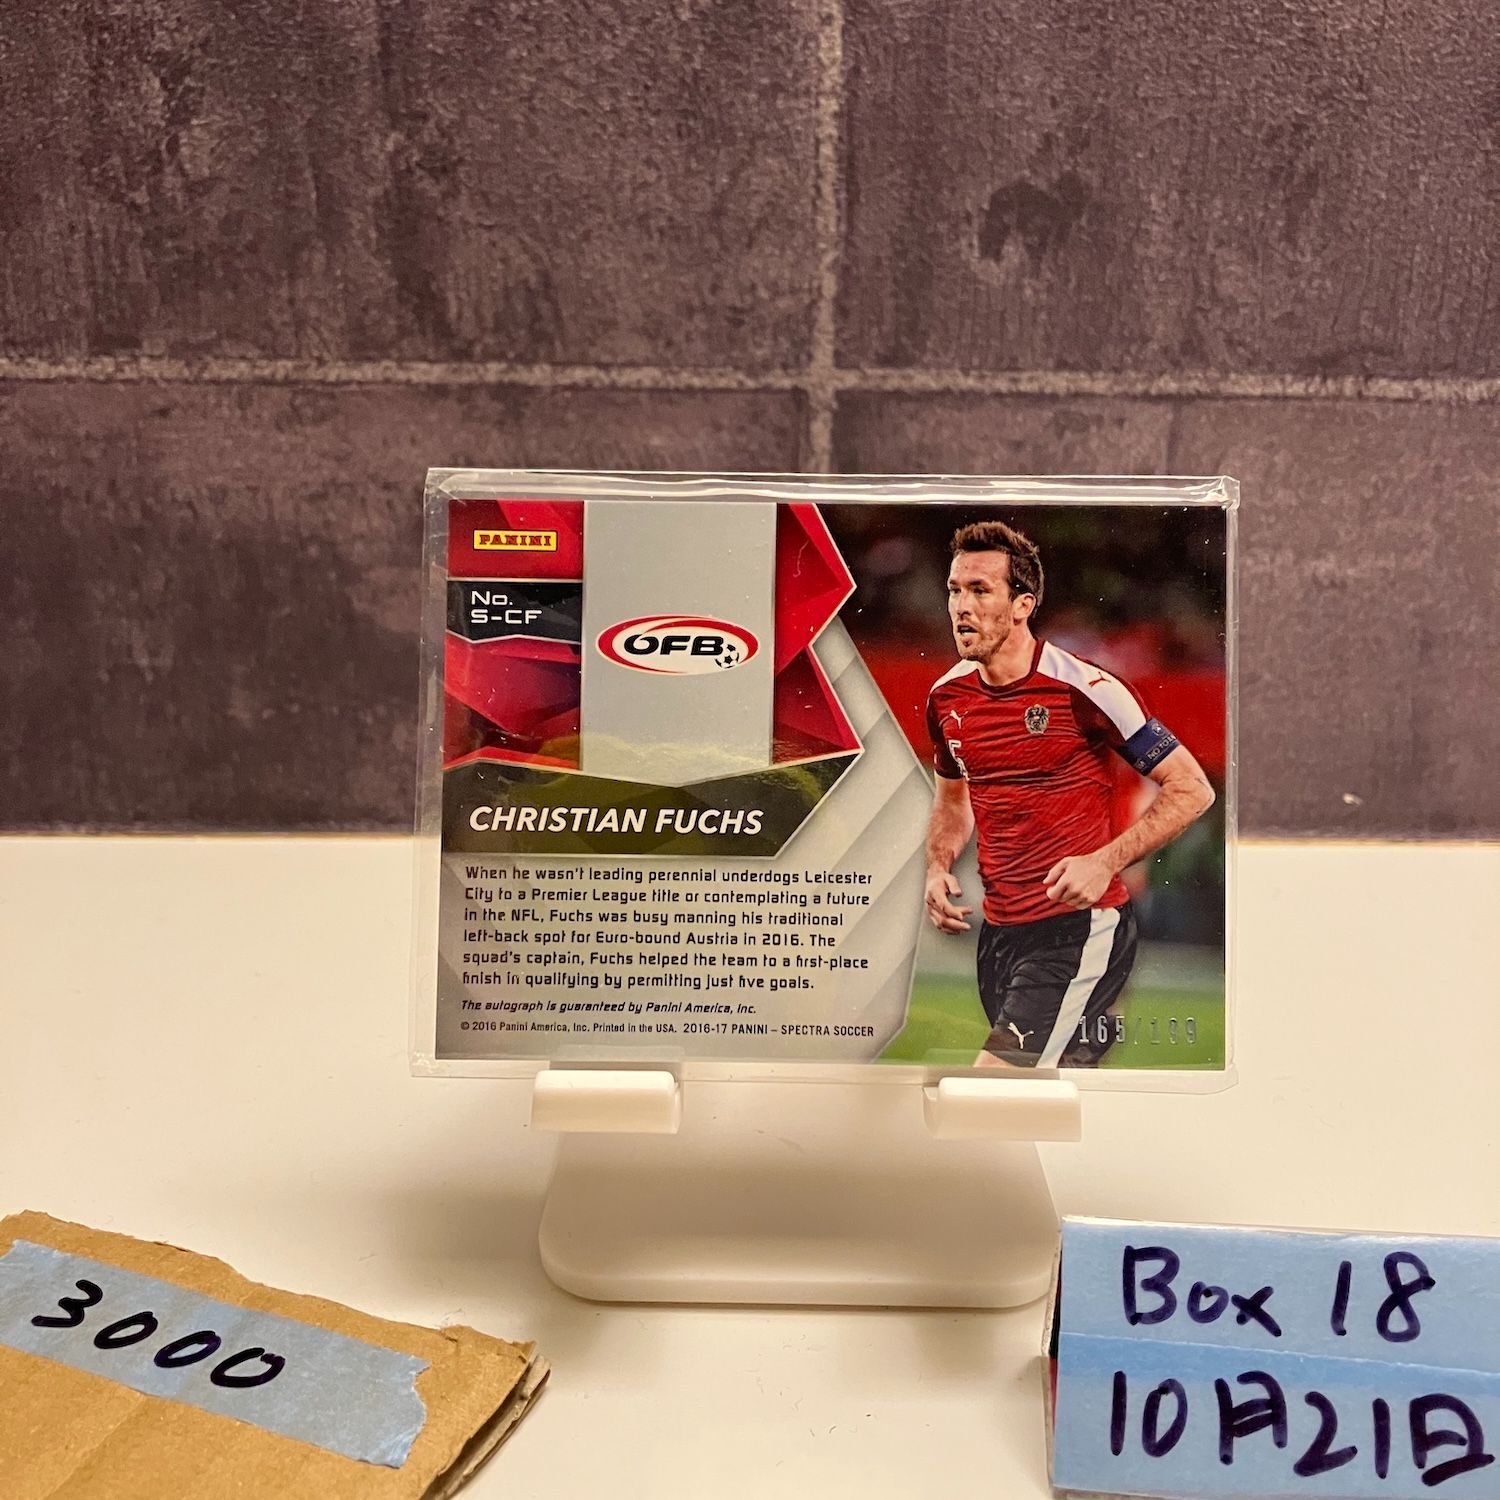 PANINI
No.
S-CF
ÖFB
CHRISTIAN FUCHS
When he wasn't leading perennial underdogs Leicester
City to a Premier League title or contemplating a future
in the NFL, Fuchs was busy manning his traditional
left-back spot for Euro-bound Austria in 2016. The
squad's captain, Fuchs helped the team to a first-place
finish in qualifying by permitting just five goals.
The autograph is guaranteed by Panini America, Inc.
© 2016 Panini America, Inc. Printed in the USA. 2016-17 PANINI – SPECTRA SOCCER
5
165/199
3000
Box 18
10月21日